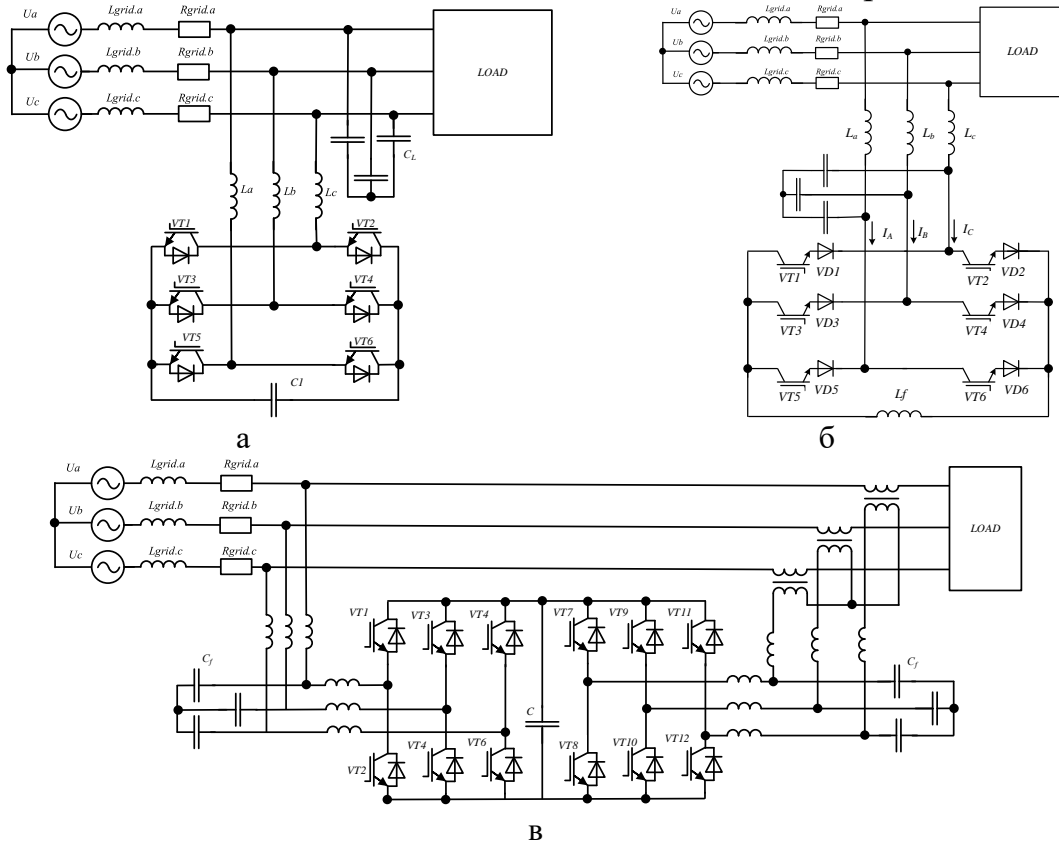 Ua
Lgrid.a
Rgrid.a
Ub
Lgrid.b
Rgrid.b
Uc
Lgrid.c
Rgrid.c
LOAD
CL
La
Lb
Lc
VT1
VT2
VT3
VT4
VT5
VT6
C1
а
Ua
Lgrid.a
Rgrid.a
Ub
Lgrid.b
Rgrid.b
Uc
Lgrid.c
Rgrid.c
LOAD
La
Lb
Lc
IA
IB
IC
VT1
VD1
VT2
VD2
VT3
VD3
VT4
VD4
VT5
VD5
VT6
VD6
Lf
б
Ua
Lgrid.a
Rgrid.a
Ub
Lgrid.b
Rgrid.b
Uc
Lgrid.c
Rgrid.c
LOAD
VT1
VT3
VT4
VT7
VT9
VT11
Cf
C
Cf
VT2
VT4
VT6
VT8
VT10
VT12
в